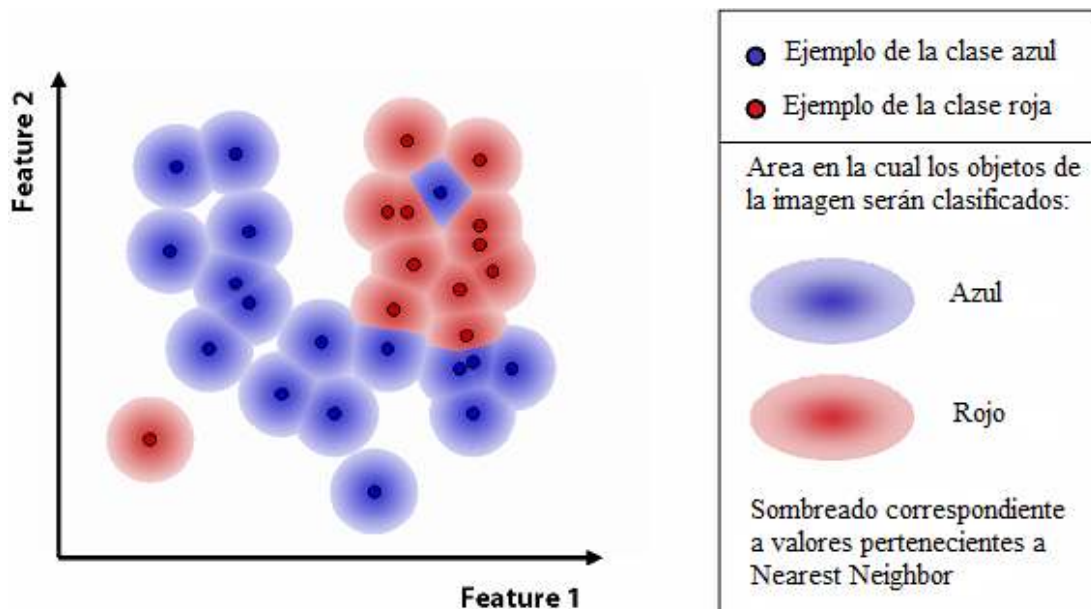 Feature 2
Feature 1
Ejemplo de la clase azul
Ejemplo de la clase roja
Area en la cual los objetos de
la imagen serán clasificados:
Azul
Rojo
Sombreado correspondiente
a valores pertenecientes a
Nearest Neighbor